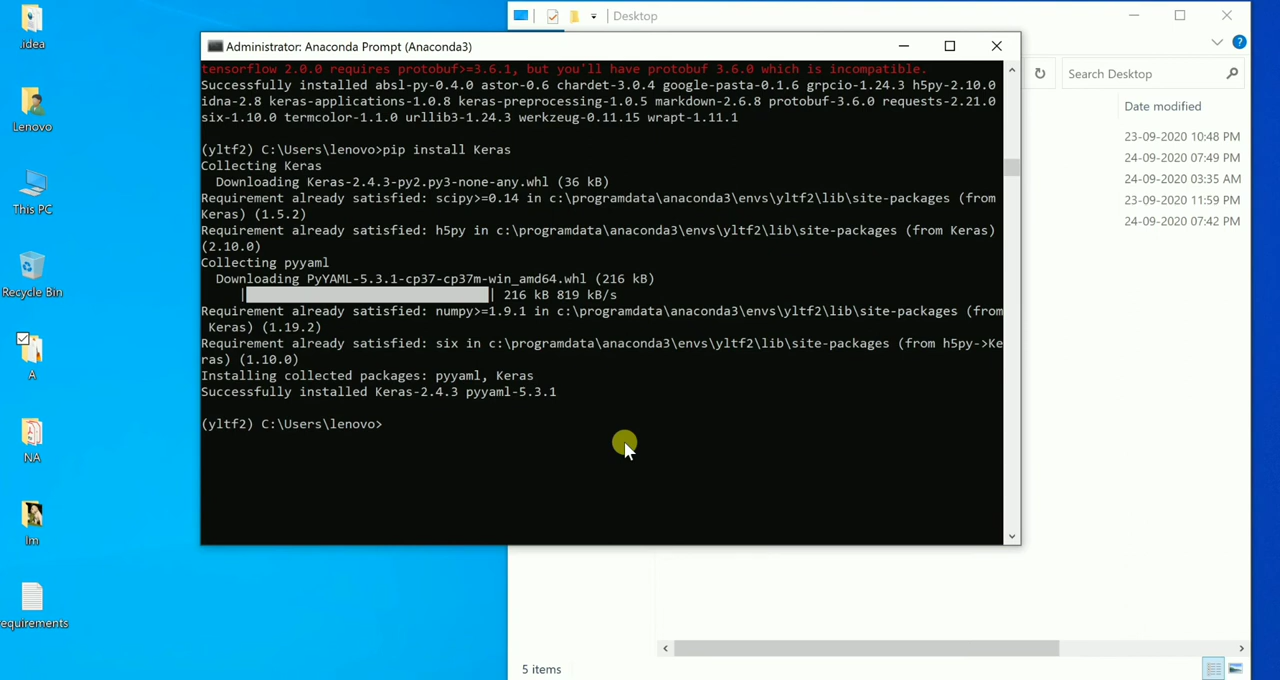 .idea
Lenovo
This PC
Recycle Bin
A
NA
Im
equirements
Desktop
Search Desktop
Date modified
23-09-2020 10:48 PM
24-09-2020 07:49 PM
24-09-2020 03:35 AM
23-09-2020 11:59 PM
24-09-2020 07:42 PM
5 items
Administrator: Anaconda Prompt (Anaconda3)
tensorflow 2.0.0 requires protobuf>=3.6.1, but you'll have protobuf 3.6.0 which is incompatible.
Successfully installed absl-py-0.4.0 astor-0.6 chardet-3.0.4 google-pasta-0.1.6 grpcio-1.24.3 h5py-2.10.0
idna-2.8 keras-applications-1.0.8 keras-preprocessing-1.0.5 markdown-2.6.8 protobuf-3.6.0 requests-2.21.0
six-1.10.0 termcolor-1.1.0 urllib3-1.24.3 werkzeug-0.11.15 wrapt-1.11.1
(yltf2) C:\Users\lenovo>pip install Keras
Collecting Keras
Downloading Keras-2.4.3-py2.py3-none-any.whl (36 kB)
Requirement already satisfied: scipy>=0.14 in c:\programdata\anaconda3\envs\yltf2\lib\site-packages (from
Keras) (1.5.2)
Requirement already satisfied: h5py in c:\programdata\anaconda3\envs\yltf2\lib\site-packages (from Keras)
(2.10.0)
Collecting pyyaml
Downloading PyYAML-5.3.1-cp37-cp37m-win_amd64.whl (216 kB)
| | 216 kB 819 kB/s
Requirement already satisfied: numpy>=1.9.1 in c:\programdata\anaconda3\envs\yltf2\lib\site-packages (from
Keras) (1.19.2)
Requirement already satisfied: six in c:\programdata\anaconda3\envs\yltf2\lib\site-packages (from h5py->Ke
ras) (1.10.0)
Installing collected packages: pyyaml, Keras
Successfully installed Keras-2.4.3 pyyaml-5.3.1
(yltf2) C:\Users\lenovo>